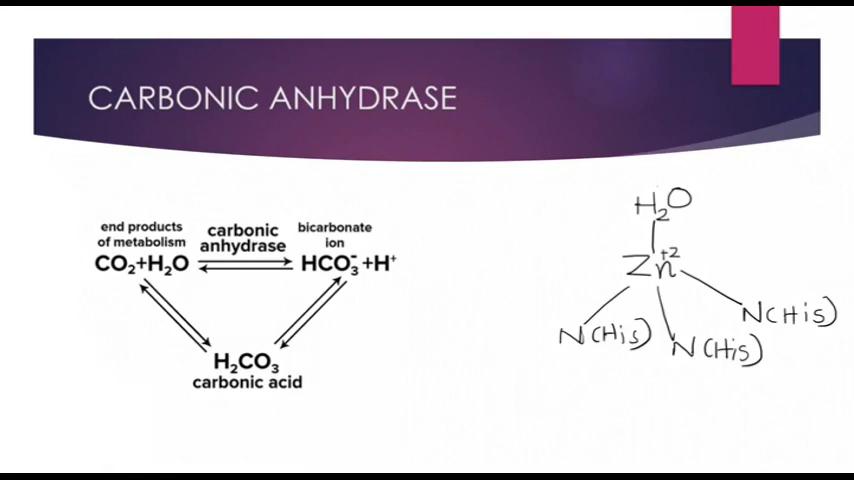 CARBONIC ANHYDRASE
end products
of metabolism
carbonic
anhydrase
bicarbonate
ion
CO₂+H₂O
HCO₃⁻+H⁺
H₂CO₃
carbonic acid
H₂O
Zn⁺²
N(His)
N(His)
N(His)